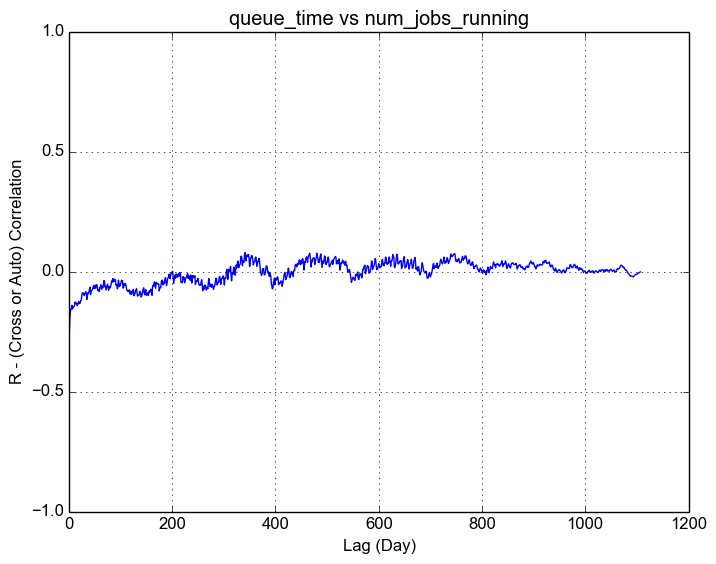 queue_time vs num_jobs_running
1.0
0.5
0.0
−0.5
−1.0
R - (Cross or Auto) Correlation
0 200 400 600 800 1000 1200
Lag (Day)